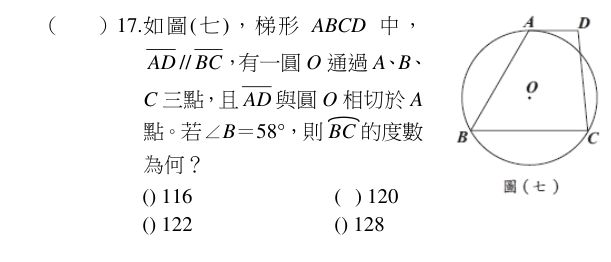 (　　) 17.如圖(七)，梯形 ABCD 中，
AD // BC，有一圓 O 通過 A、B、
C 三點，且 AD 與圓 O 相切於 A
點。若∠B＝58°，則 BC 的度數
為何？
() 116　　( ) 120
() 122　　() 128
A D
O
B C
圖(七)